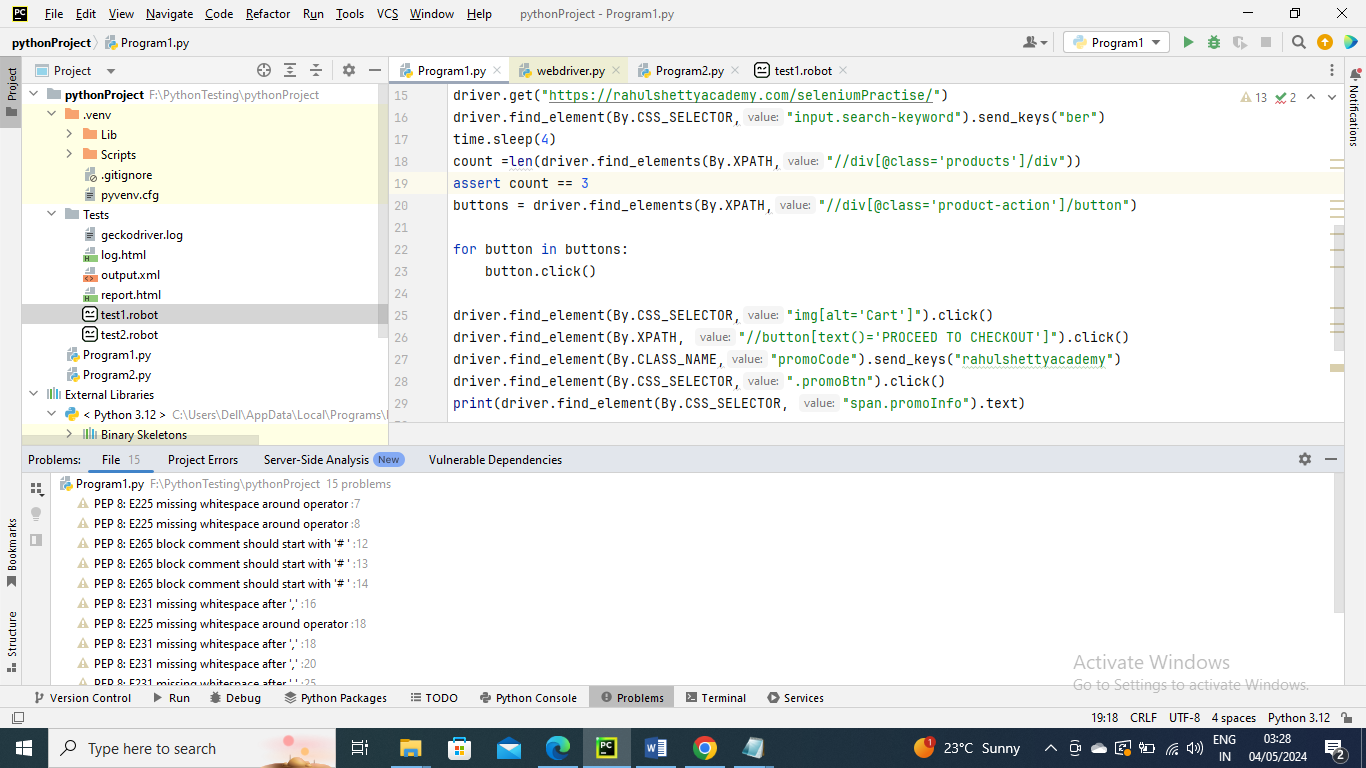 PC File Edit View Navigate Code Refactor Run Tools VCS Window Help pythonProject - Program1.py
pythonProject Program1.py Program1
Project
Project
Program1.py webdriver.py Program2.py test1.robot
Notifications
pythonProject F:\PythonTesting\pythonProject
.venv
Lib
Scripts
.gitignore
pyvenv.cfg
Tests
geckodriver.log
log.html
output.xml
report.html
test1.robot
test2.robot
Program1.py
Program2.py
External Libraries
< Python 3.12 > C:\Users\Dell\AppData\Local\Programs\
Binary Skeletons
13 2
15 driver.get("https://rahulshettyacademy.com/seleniumPractise/")
16 driver.find_element(By.CSS_SELECTOR, value: "input.search-keyword").send_keys("ber")
17 time.sleep(4)
18 count =len(driver.find_elements(By.XPATH, value: "//div[@class='products']/div"))
19 assert count == 3
20 buttons = driver.find_elements(By.XPATH, value: "//div[@class='product-action']/button")
21
22 for button in buttons:
23 button.click()
24
25 driver.find_element(By.CSS_SELECTOR, value: "img[alt='Cart']").click()
26 driver.find_element(By.XPATH, value: "//button[text()='PROCEED TO CHECKOUT']").click()
27 driver.find_element(By.CLASS_NAME, value: "promoCode").send_keys("rahulshettyacademy")
28 driver.find_element(By.CSS_SELECTOR, value: ".promoBtn").click()
29 print(driver.find_element(By.CSS_SELECTOR, value: "span.promoInfo").text)
Problems: File 15 Project Errors Server-Side Analysis New Vulnerable Dependencies
Program1.py F:\PythonTesting\pythonProject 15 problems
PEP 8: E225 missing whitespace around operator :7
PEP 8: E225 missing whitespace around operator :8
PEP 8: E265 block comment should start with '# ' :12
PEP 8: E265 block comment should start with '# ' :13
PEP 8: E265 block comment should start with '# ' :14
PEP 8: E231 missing whitespace after ',' :16
PEP 8: E225 missing whitespace around operator :18
PEP 8: E231 missing whitespace after ',' :18
PEP 8: E231 missing whitespace after ',' :20
PEP 8: E231 missing whitespace after ',' :25
Bookmarks
Structure
Activate Windows
Go to Settings to activate Windows.
Version Control Run Debug Python Packages TODO Python Console Problems Terminal Services
19:18 CRLF UTF-8 4 spaces Python 3.12
Type here to search PC 23°C Sunny ENG IN 03:28 04/05/2024 2